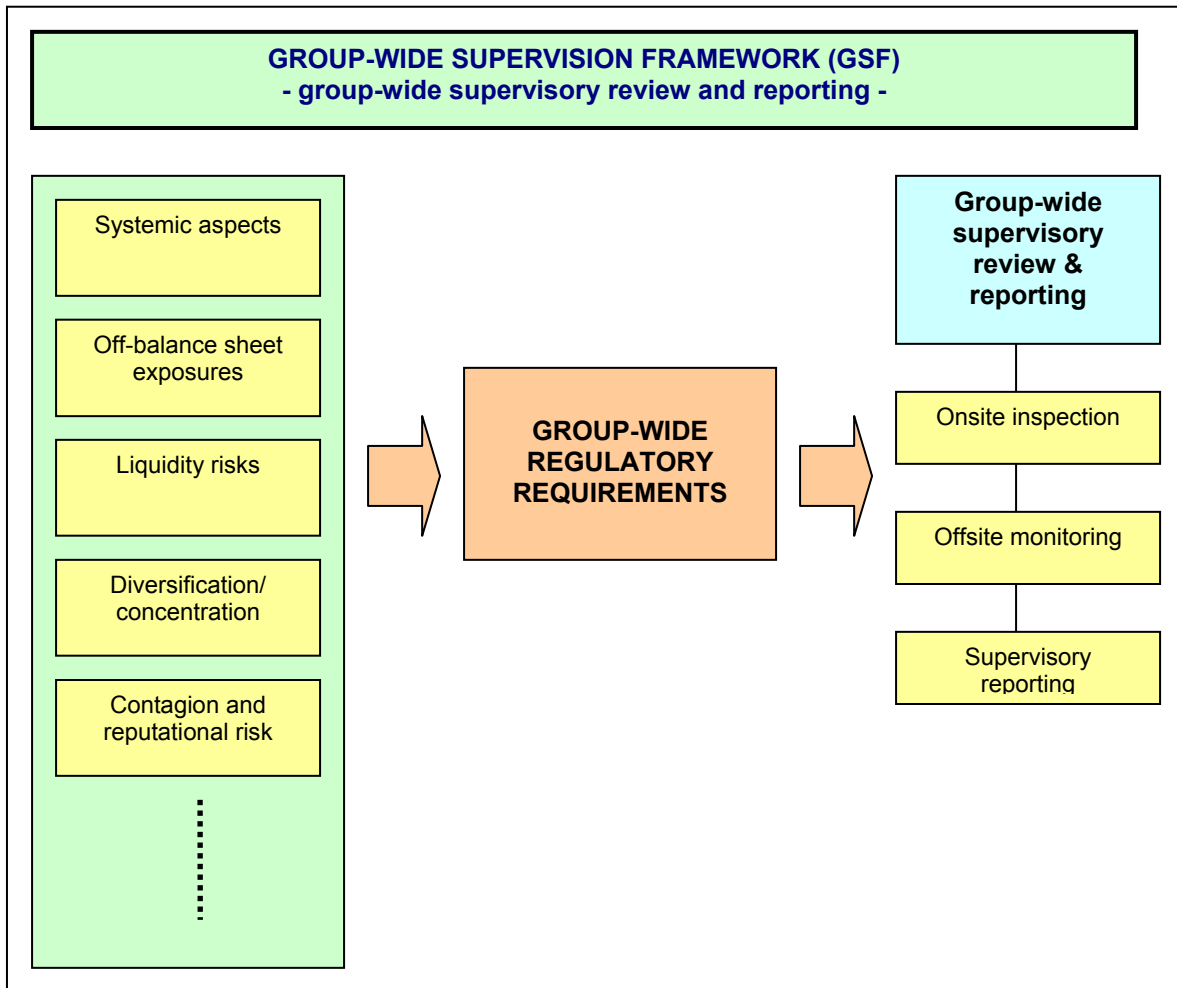 GROUP-WIDE SUPERVISION FRAMEWORK (GSF)
- group-wide supervisory review and reporting -
Systemic aspects
Off-balance sheet
exposures
Liquidity risks
Diversification/
concentration
Contagion and
reputational risk
GROUP-WIDE
REGULATORY
REQUIREMENTS
Group-wide
supervisory
review &
reporting
Onsite inspection
Offsite monitoring
Supervisory
reporting